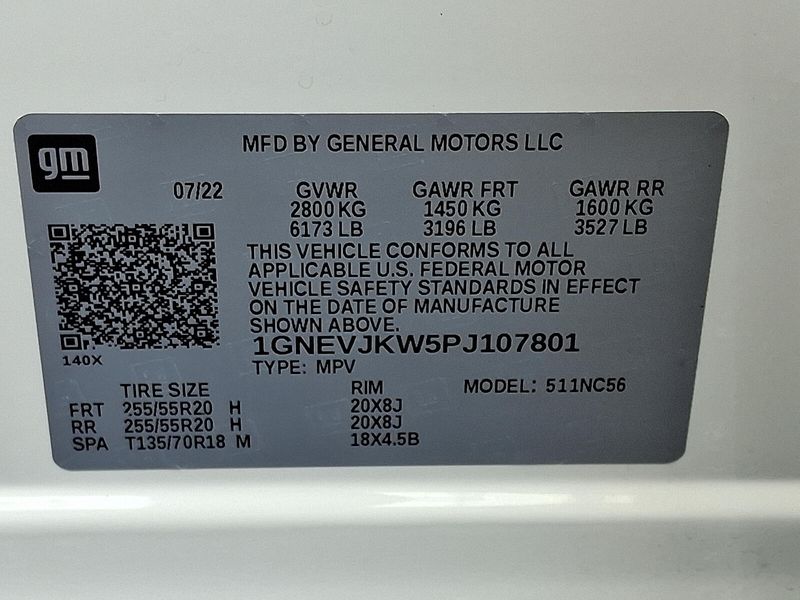 gm
MFD BY GENERAL MOTORS LLC
07/22 GVWR GAWR FRT GAWR RR
2800 KG 1450 KG 1600 KG
6173 LB 3196 LB 3527 LB
THIS VEHICLE CONFORMS TO ALL
APPLICABLE U.S. FEDERAL MOTOR
VEHICLE SAFETY STANDARDS IN EFFECT
ON THE DATE OF MANUFACTURE
SHOWN ABOVE.
1GNEVJKW5PJ107801
140X
TYPE: MPV
TIRE SIZE RIM MODEL: 511NC56
FRT 255/55R20 H 20X8J
RR 255/55R20 H 20X8J
SPA T135/70R18 M 18X4.5B